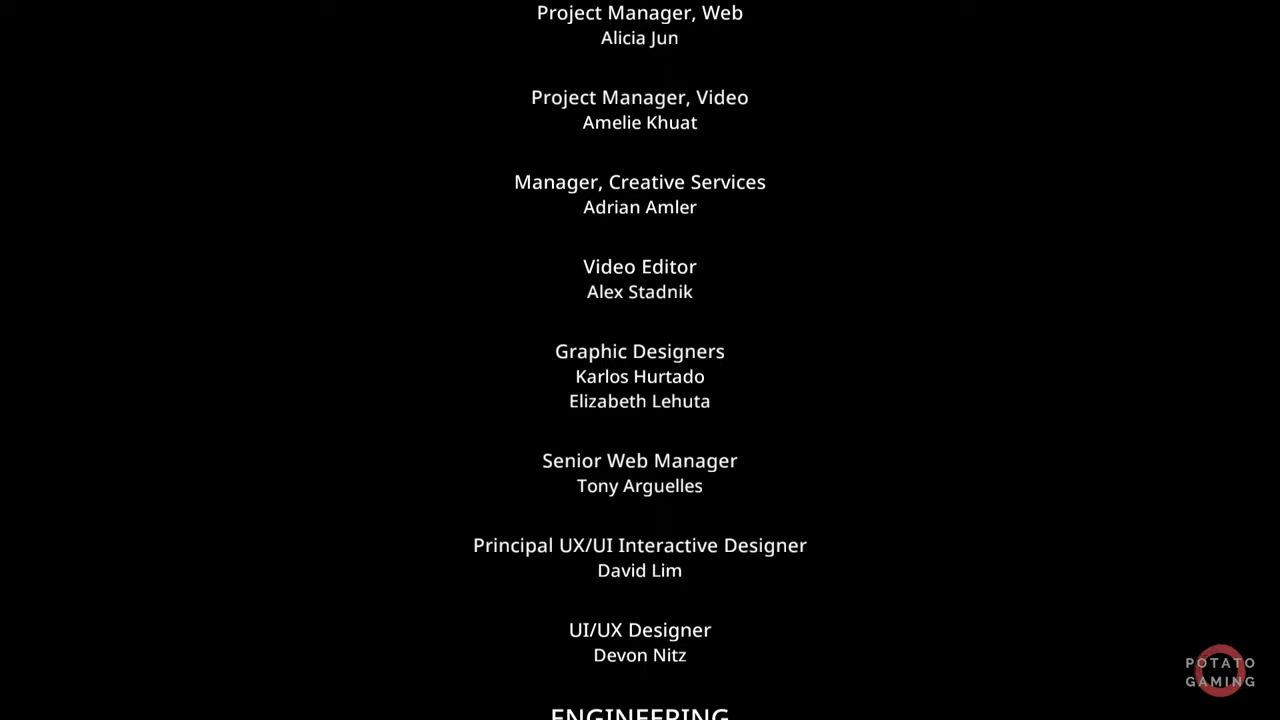 Project Manager, Web
Alicia Jun
Project Manager, Video
Amelie Khuat
Manager, Creative Services
Adrian Amler
Video Editor
Alex Stadnik
Graphic Designers
Karlos Hurtado
Elizabeth Lehuta
Senior Web Manager
Tony Arguelles
Principal UX/UI Interactive Designer
David Lim
UI/UX Designer
Devon Nitz
ENGINEERING
POTATO
GAMING